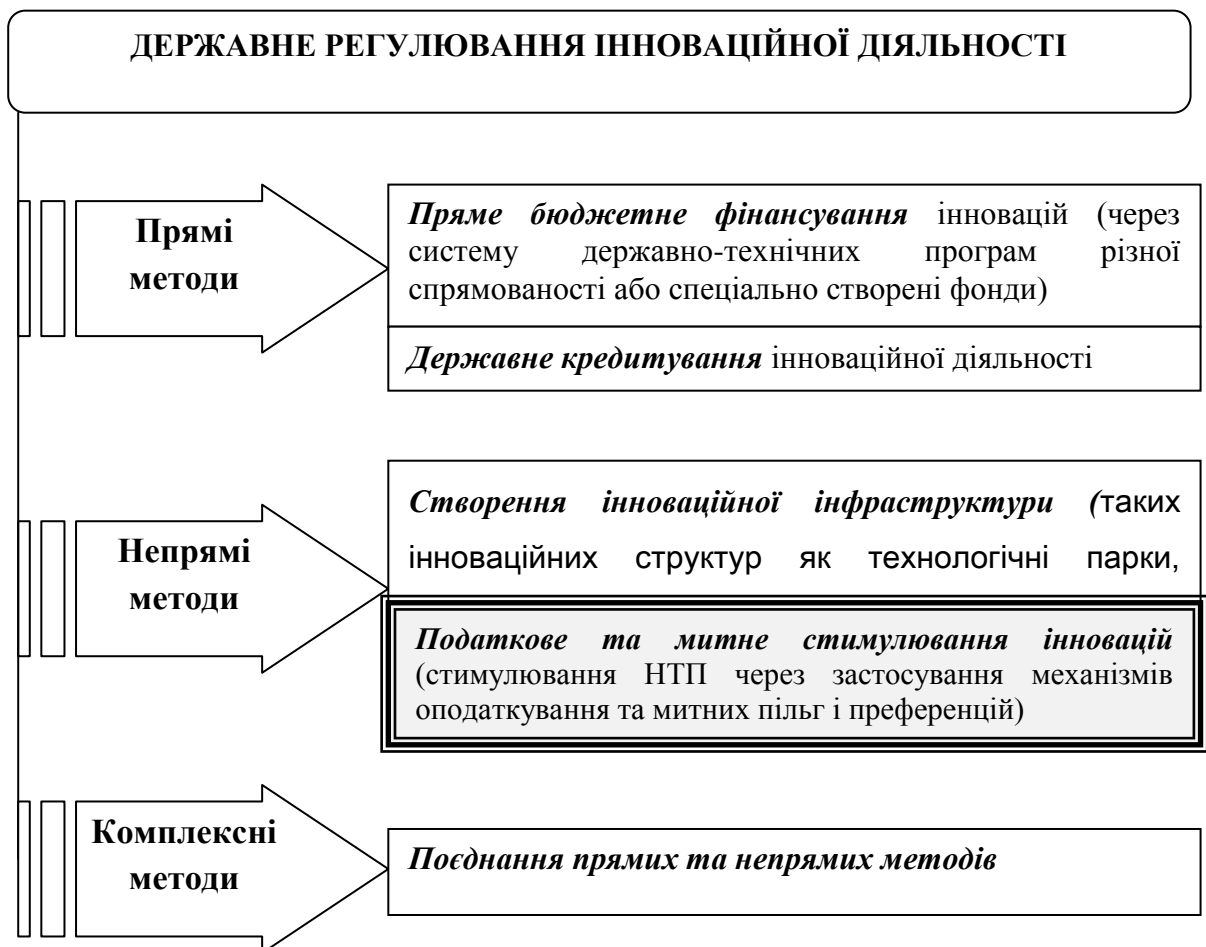 ДЕРЖАВНЕ РЕГУЛЮВАННЯ ІННОВАЦІЙНОЇ ДІЯЛЬНОСТІ
Прямі
методи
Пряме бюджетне фінансування інновацій (через
систему державно-технічних програм різної
спрямованості або спеціально створені фонди)
Державне кредитування інноваційної діяльності
Непрямі
методи
Створення інноваційної інфраструктури (таких
інноваційних структур як технологічні парки,
Податкове та митне стимулювання інновацій
(стимулювання НТП через застосування механізмів
оподаткування та митних пільг і преференцій)
Комплексні
методи
Поєднання прямих та непрямих методів